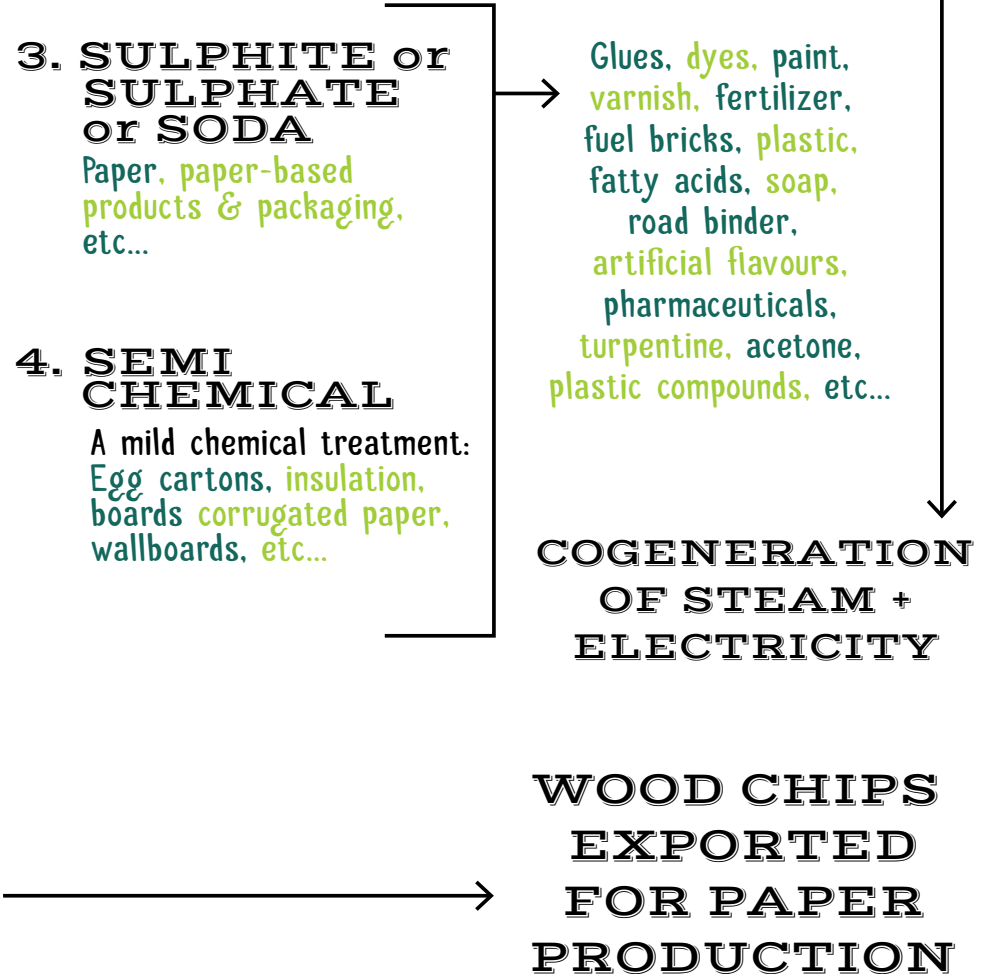 3. SULPHITE or
SULPHATE
or SODA
Paper, paper-based
products & packaging,
etc...
4. SEMI
CHEMICAL
A mild chemical treatment:
Egg cartons, insulation,
boards corrugated paper,
wallboards, etc...
Glues, dyes, paint,
varnish, fertilizer,
fuel bricks, plastic,
fatty acids, soap,
road binder,
artificial flavours,
pharmaceuticals,
turpentine, acetone,
plastic compounds, etc...
COGENERATION
OF STEAM +
ELECTRICITY
WOOD CHIPS
EXPORTED
FOR PAPER
PRODUCTION